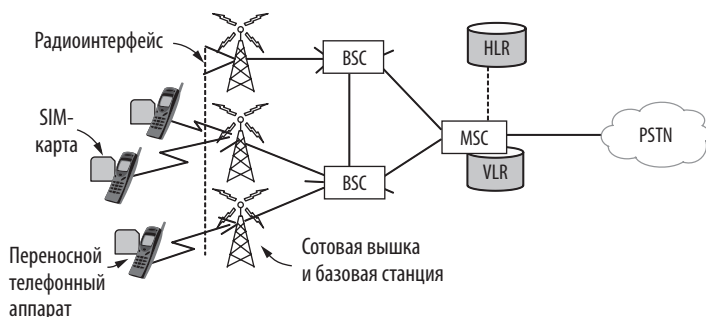 Радиоинтерфейс
SIM-
карта
Переносной
телефонный
аппарат
BSC
BSC
Сотовая вышка
и базовая станция
HLR
MSC
VLR
PSTN